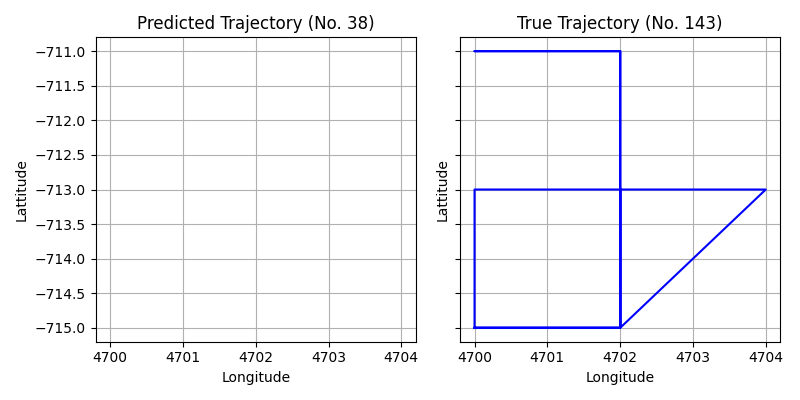 Predicted Trajectory (No. 38)
True Trajectory (No. 143)
−711.0
−711.5
−712.0
−712.5
−713.0
−713.5
−714.0
−714.5
−715.0
Lattitude
Lattitude
4700 4701 4702 4703 4704
4700 4701 4702 4703 4704
Longitude
Longitude